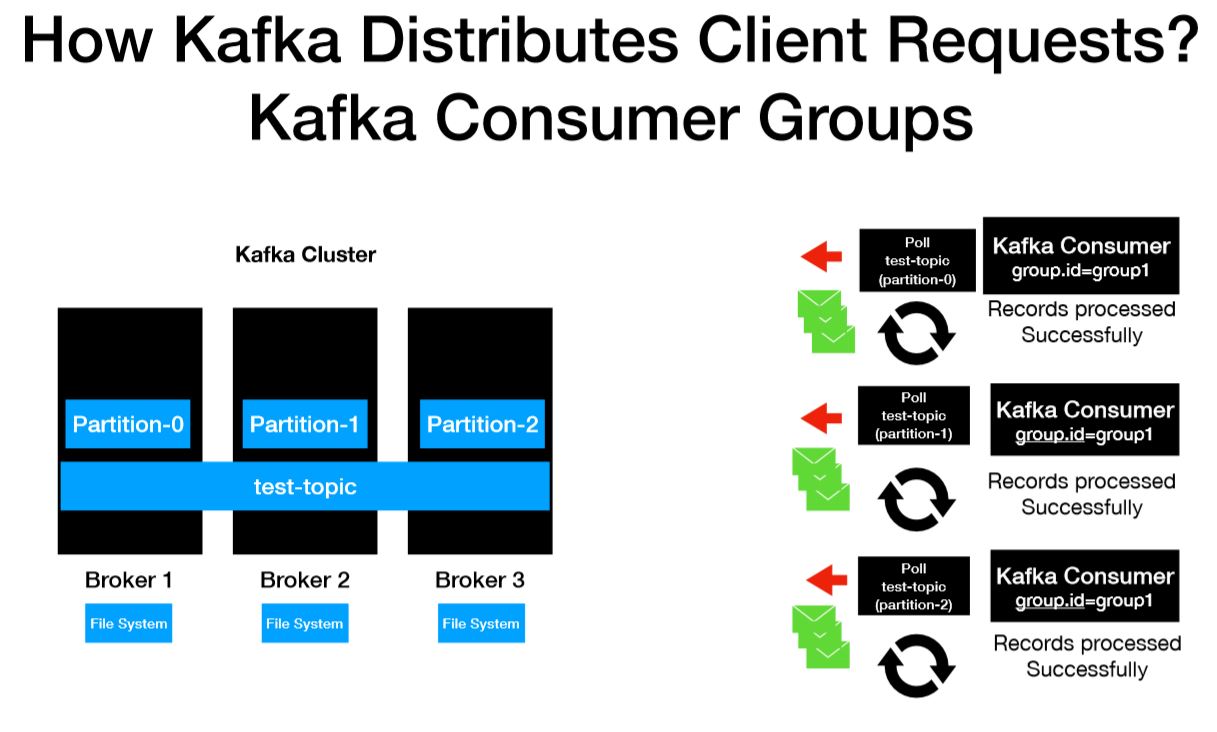 How Kafka Distributes Client Requests?
Kafka Consumer Groups
Kafka Cluster
Partition-0
Partition-1
Partition-2
test-topic
Broker 1
Broker 2
Broker 3
File System
File System
File System
Poll
test-topic
(partition-0)
Kafka Consumer
group.id=group1
Records processed
Successfully
Poll
test-topic
(partition-1)
Kafka Consumer
group.id=group1
Records processed
Successfully
Poll
test-topic
(partition-2)
Kafka Consumer
group.id=group1
Records processed
Successfully